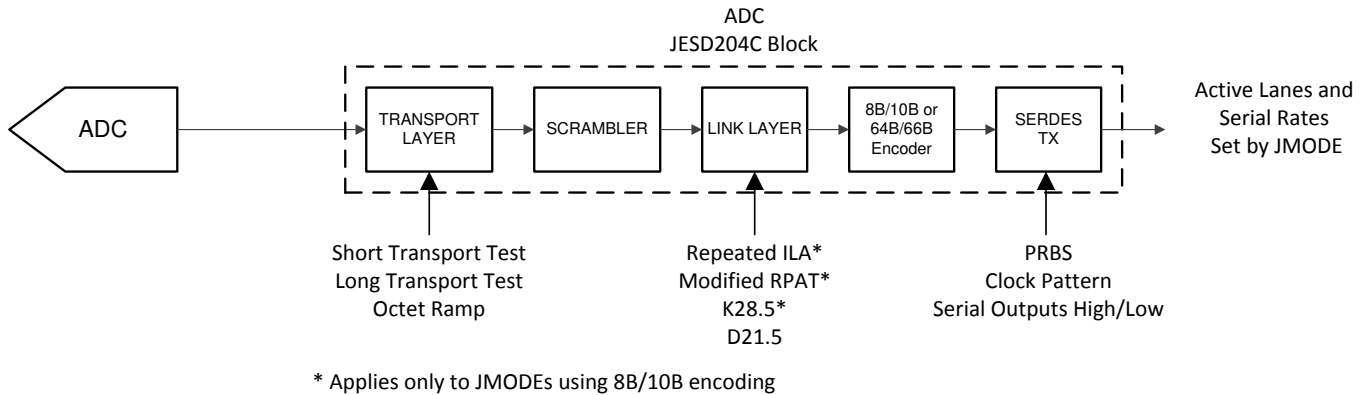 ADC
JESD204C Block
ADC
TRANSPORT
LAYER
SCRAMBLER
LINK LAYER
8B/10B or
64B/66B
Encoder
SERDES
TX
Active Lanes and
Serial Rates
Set by JMODE
Short Transport Test
Long Transport Test
Octet Ramp
Repeated ILA*
Modified RPAT*
K28.5*
D21.5
PRBS
Clock Pattern
Serial Outputs High/Low
* Applies only to JMODEs using 8B/10B encoding